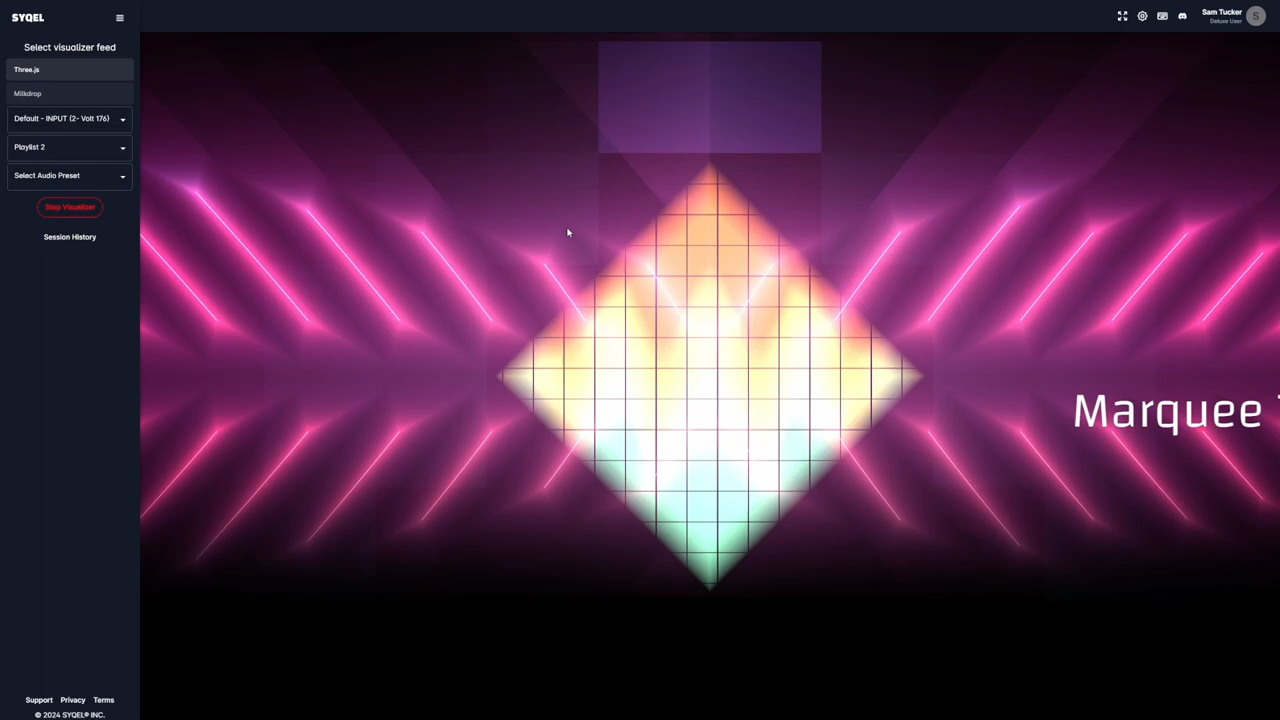 SYQEL
Sam Tucker
Deluxe User
S
Select visualizer feed
Three.js
Milkdrop
Default - INPUT (2- Volt 176)
Playlist 2
Select Audio Preset
Stop Visualizer
Session History
Marquee
Support Privacy Terms
© 2024 SYQEL® INC.